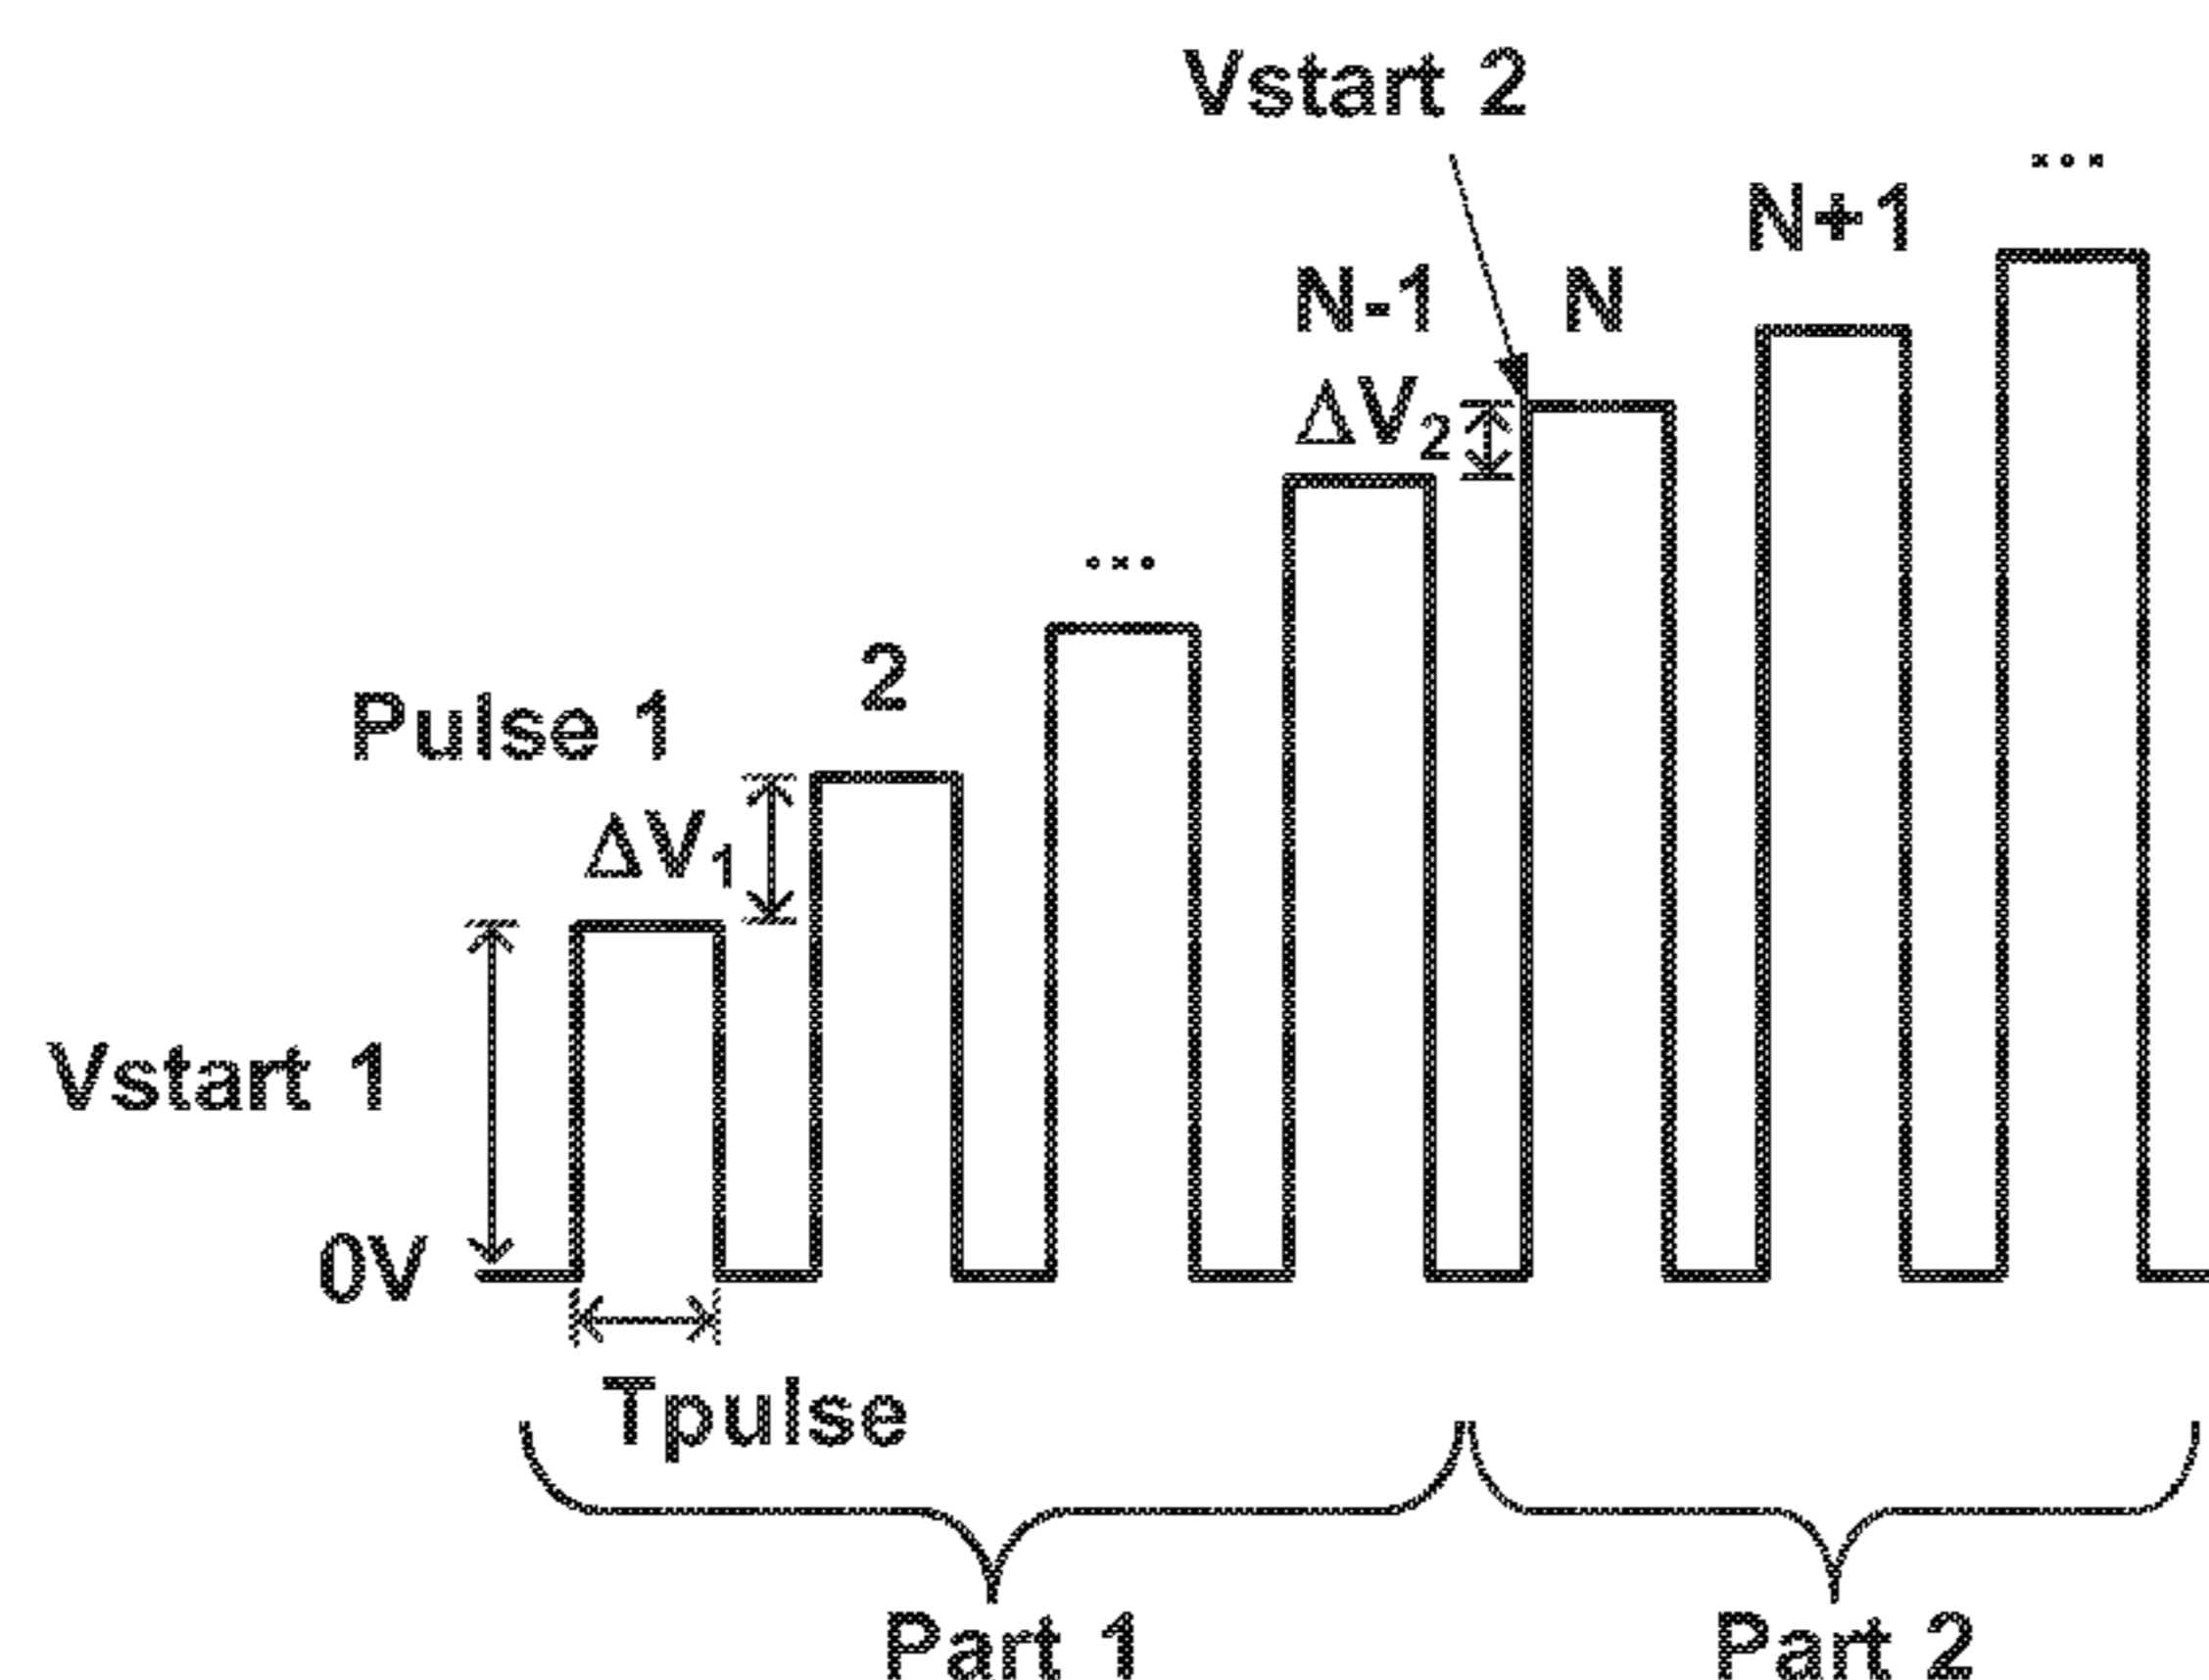 Vstart 2
...
N+1
N-1
N
ΔV₂
...
2
Pulse 1
ΔV₁
Vstart 1
0V
Tpulse
Part 1
Part 2